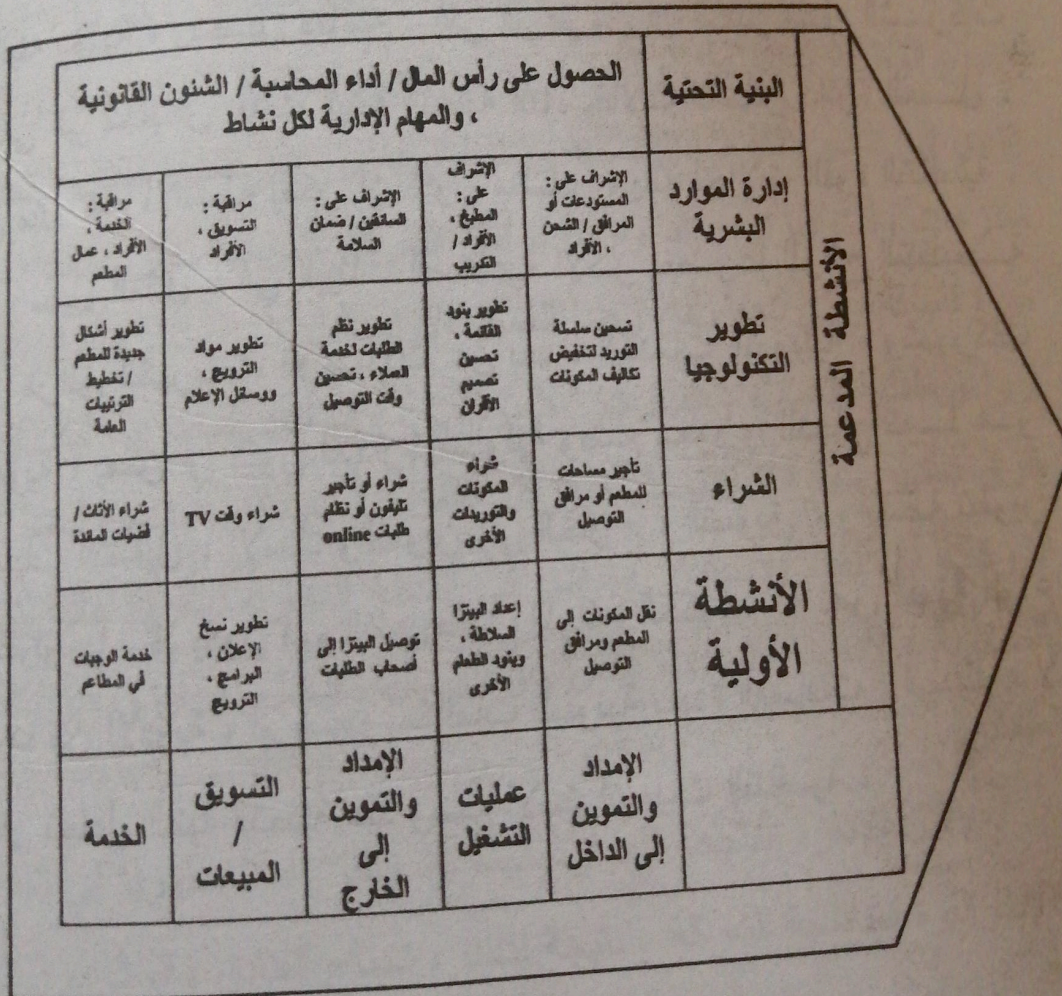 الأنشطة المدعمة
البنية التحتية
الحصول على رأس المال / أداء المحاسبة / الشئون القانونية
، والمهام الإدارية لكل نشاط
إدارة الموارد
البشرية
الإشراف على :
المستودعات أو
المرافق / الشحن
، الأفراد
الإشراف
على :
المطبخ ،
الأفراد /
التدريب
الإشراف على :
السائقين / ضمان
السلامة
مراقبة :
التسويق ،
الأفراد
مراقبة :
الخدمة ،
الأفراد ، عمال
المطعم
تطوير
التكنولوجيا
تحسين سلسلة
التوريد لتخفيض
تكاليف المكونات
تطوير بنود
القائمة ،
تحسين
تصميم
الأفران
تطوير نظم
الطلبات لخدمة
العملاء ، تحسين
وقت التوصيل
تطوير مواد
الترويج ،
ووسائل الإعلام
تطوير أشكال
جديدة للمطعم
/ تخطيط
الترتيبات
العامة
الشراء
تأجير مساحات
للمطعم أو مرافق
التوصيل
شراء
المكونات
والتوريدات
الأخرى
شراء أو تأجير
تليفون أو نظام
طلبات online
شراء وقت TV
شراء الأثاث /
فضيات المائدة
الأنشطة
الأولية
نقل المكونات إلى
المطعم ومرافق
التوصيل
إعداد البيتزا
السلاطة ،
وبنود الطعام
الأخرى
توصيل البيتزا إلى
أصحاب الطلبات
تطوير نسخ
الإعلان ،
البرامج ،
الترويج
خدمة الوجبات
في المطاعم
الإمداد
والتموين
إلى الداخل
عمليات
التشغيل
الإمداد
والتموين
إلى
الخارج
التسويق
/
المبيعات
الخدمة